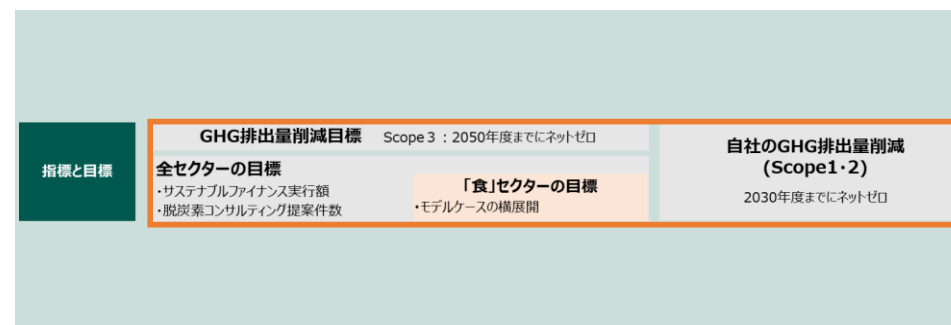 指標と目標
GHG排出量削減目標 Scope 3 : 2050年度までにネットゼロ
全セクターの目標
・サステナブルファイナンス実行額
・脱炭素コンサルティング提案件数
「食」セクターの目標
・モデルケースの横展開
自社のGHG排出量削減
(Scope1・2)
2030年度までにネットゼロ